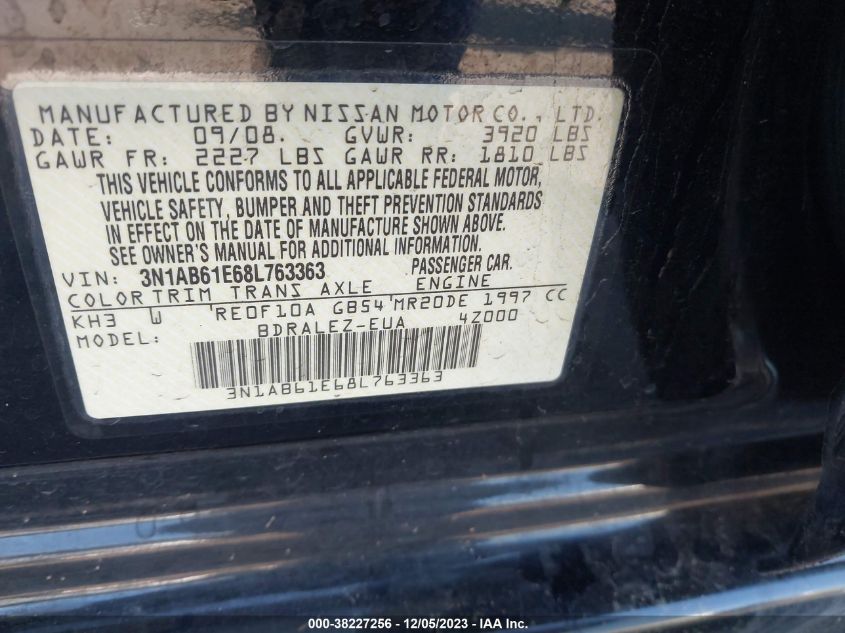 MANUFACTURED BY NISSAN MOTOR CO., LTD.
DATE: 09/08. GVWR: 3920 LBS
GAWR FR: 2227 LBS GAWR RR: 1810 LBS
THIS VEHICLE CONFORMS TO ALL APPLICABLE FEDERAL MOTOR,
VEHICLE SAFETY, BUMPER AND THEFT PREVENTION STANDARDS
IN EFFECT ON THE DATE OF MANUFACTURE SHOWN ABOVE.
SEE OWNER'S MANUAL FOR ADDITIONAL INFORMATION.
VIN: 3N1AB61E68L763363 PASSENGER CAR.
COLOR TRIM TRANS AXLE ENGINE
KH3 W RE0F10A GB54 MR20DE 1997 CC
MODEL: BDRALEZ-EUA 4Z000
3N1AB61E68L763363
000-38227256 - 12/05/2023 - IAA Inc.